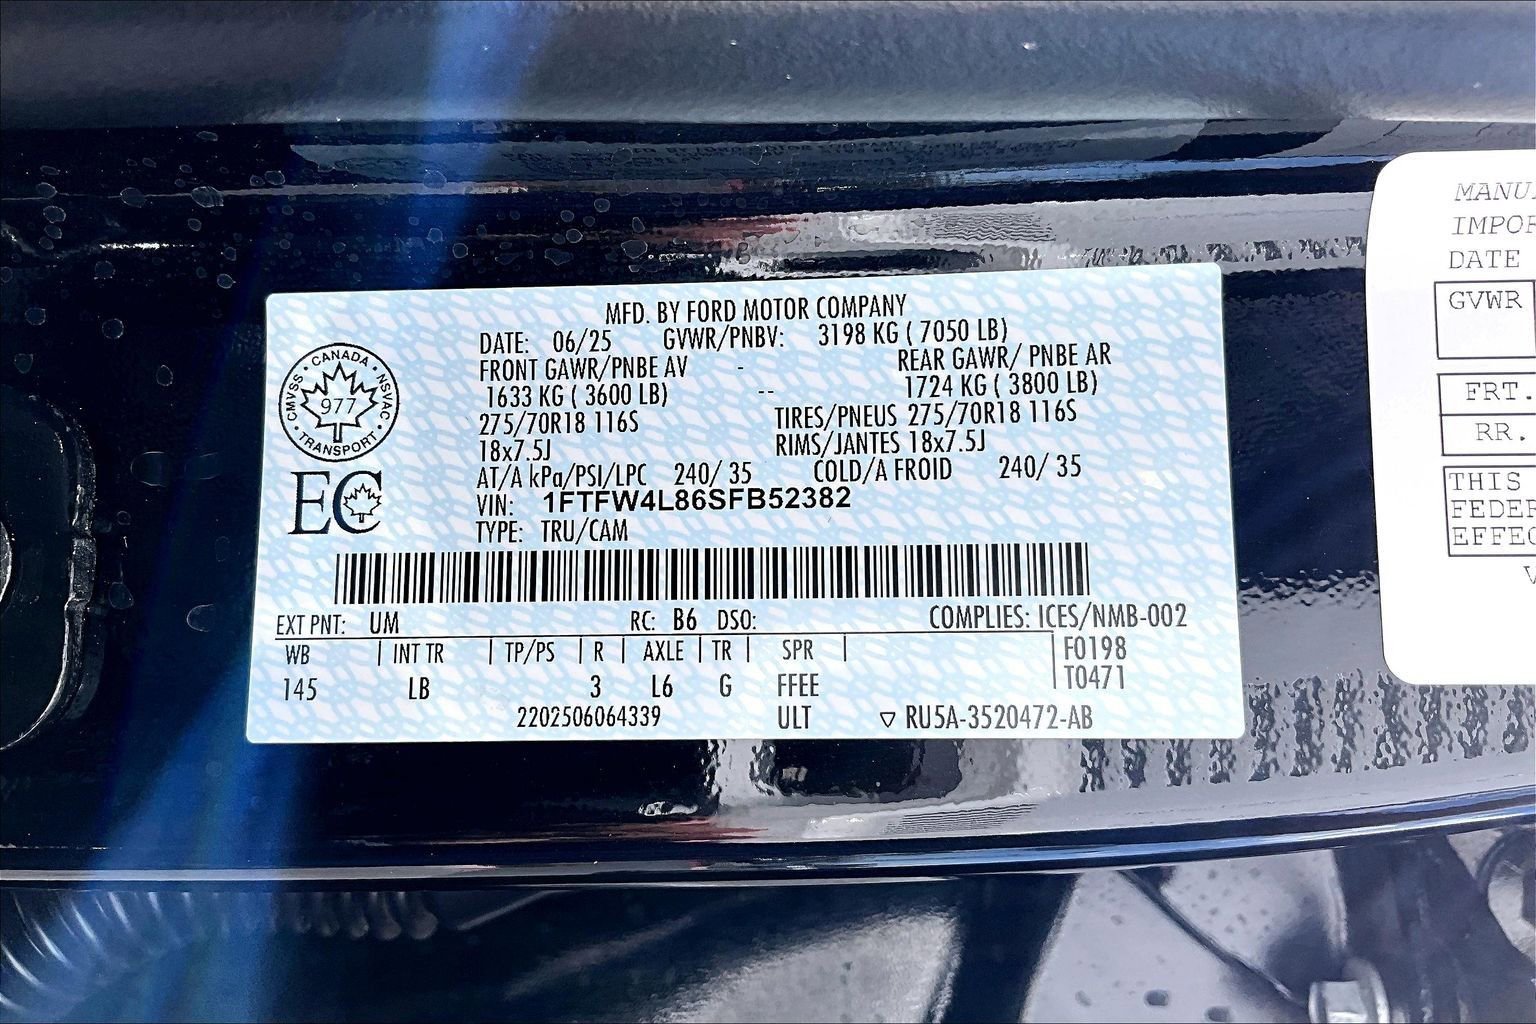 MFD. BY FORD MOTOR COMPANY
DATE: 06/25 GVWR/PNBV: 3198 KG ( 7050 LB)
FRONT GAWR/PNBE AV - REAR GAWR/ PNBE AR
1633 KG ( 3600 LB) -- 1724 KG ( 3800 LB)
275/70R18 116S TIRES/PNEUS 275/70R18 116S
18x7.5J RIMS/JANTES 18x7.5J
AT/A kPa/PSI/LPC 240/ 35 COLD/A FROID 240/ 35
VIN: 1FTFW4L86SFB52382
TYPE: TRU/CAM
CANADA
CMVSS • NSVAC
977
TRANSPORT
EC
EXT PNT: UM RC: B6 DSO: COMPLIES: ICES/NMB-002
WB | INT TR | TP/PS | R | AXLE | TR | SPR | F0198
145 LB 3 L6 G FFEE T0471
2202506064339 ULT ▽ RU5A-3520472-AB
MANU
IMPOR
DATE
GVWR
FRT.
RR.
THIS
FEDER
EFFEC
V